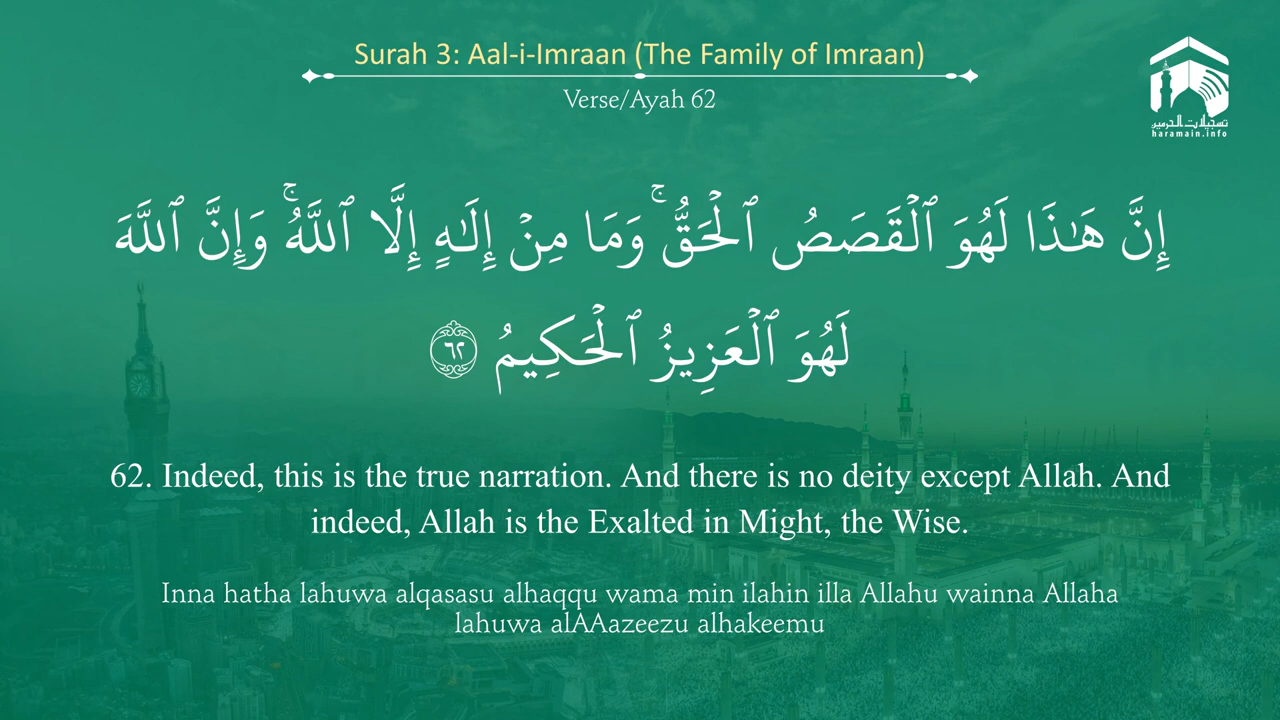 Surah 3: Aal-i-Imraan (The Family of Imraan)
Verse/Ayah 62
تسجيلات الحرمين
haramain.info
إِنَّ هَـٰذَا لَهُوَ ٱلْقَصَصُ ٱلْحَقُّ ۚ وَمَا مِنْ إِلَـٰهٍ إِلَّا ٱللَّهُ ۚ وَإِنَّ ٱللَّهَ
لَهُوَ ٱلْعَزِيزُ ٱلْحَكِيمُ ٦٢
62. Indeed, this is the true narration. And there is no deity except Allah. And
indeed, Allah is the Exalted in Might, the Wise.
Inna hatha lahuwa alqasasu alhaqqu wama min ilahin illa Allahu wainna Allaha
lahuwa alAAazeezu alhakeemu